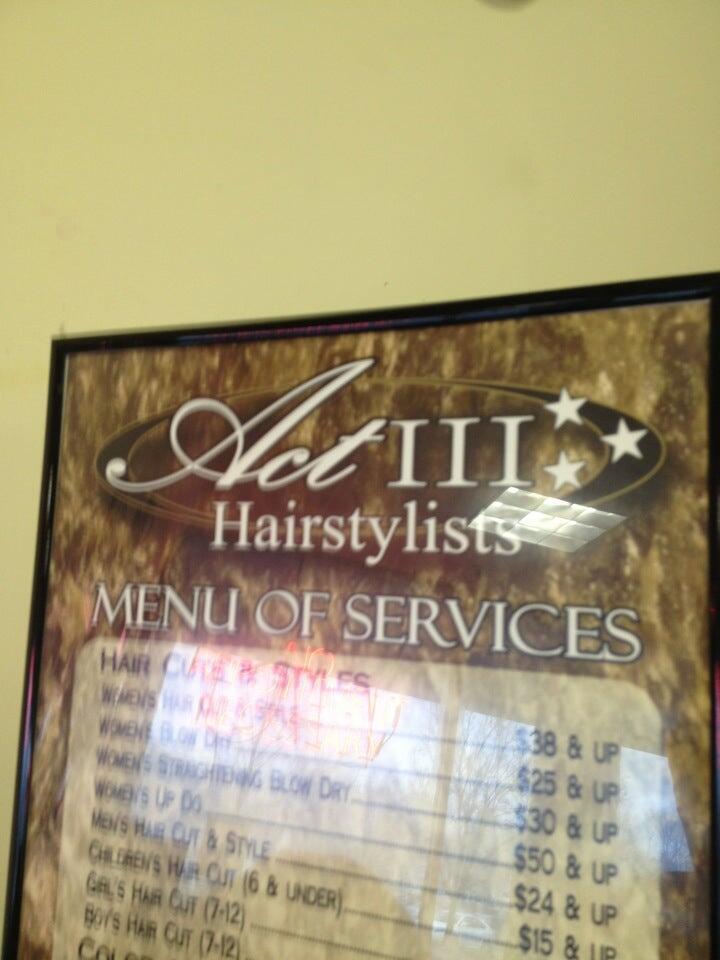 Act III
Hairstylists
MENU OF SERVICES
HAIR CUTS & STYLES
WOMEN'S HAIR CUT & STYLE $38 & UP
WOMEN'S BLOW DRY $25 & UP
WOMEN'S STRAIGHTENING BLOW DRY $30 & UP
WOMEN'S UP DO $50 & UP
MEN'S HAIR CUT & STYLE $24 & UP
CHILDREN'S HAIR CUT (6 & UNDER) $15 & UP
GIRL'S HAIR CUT (7-12)
BOY'S HAIR CUT (7-12)